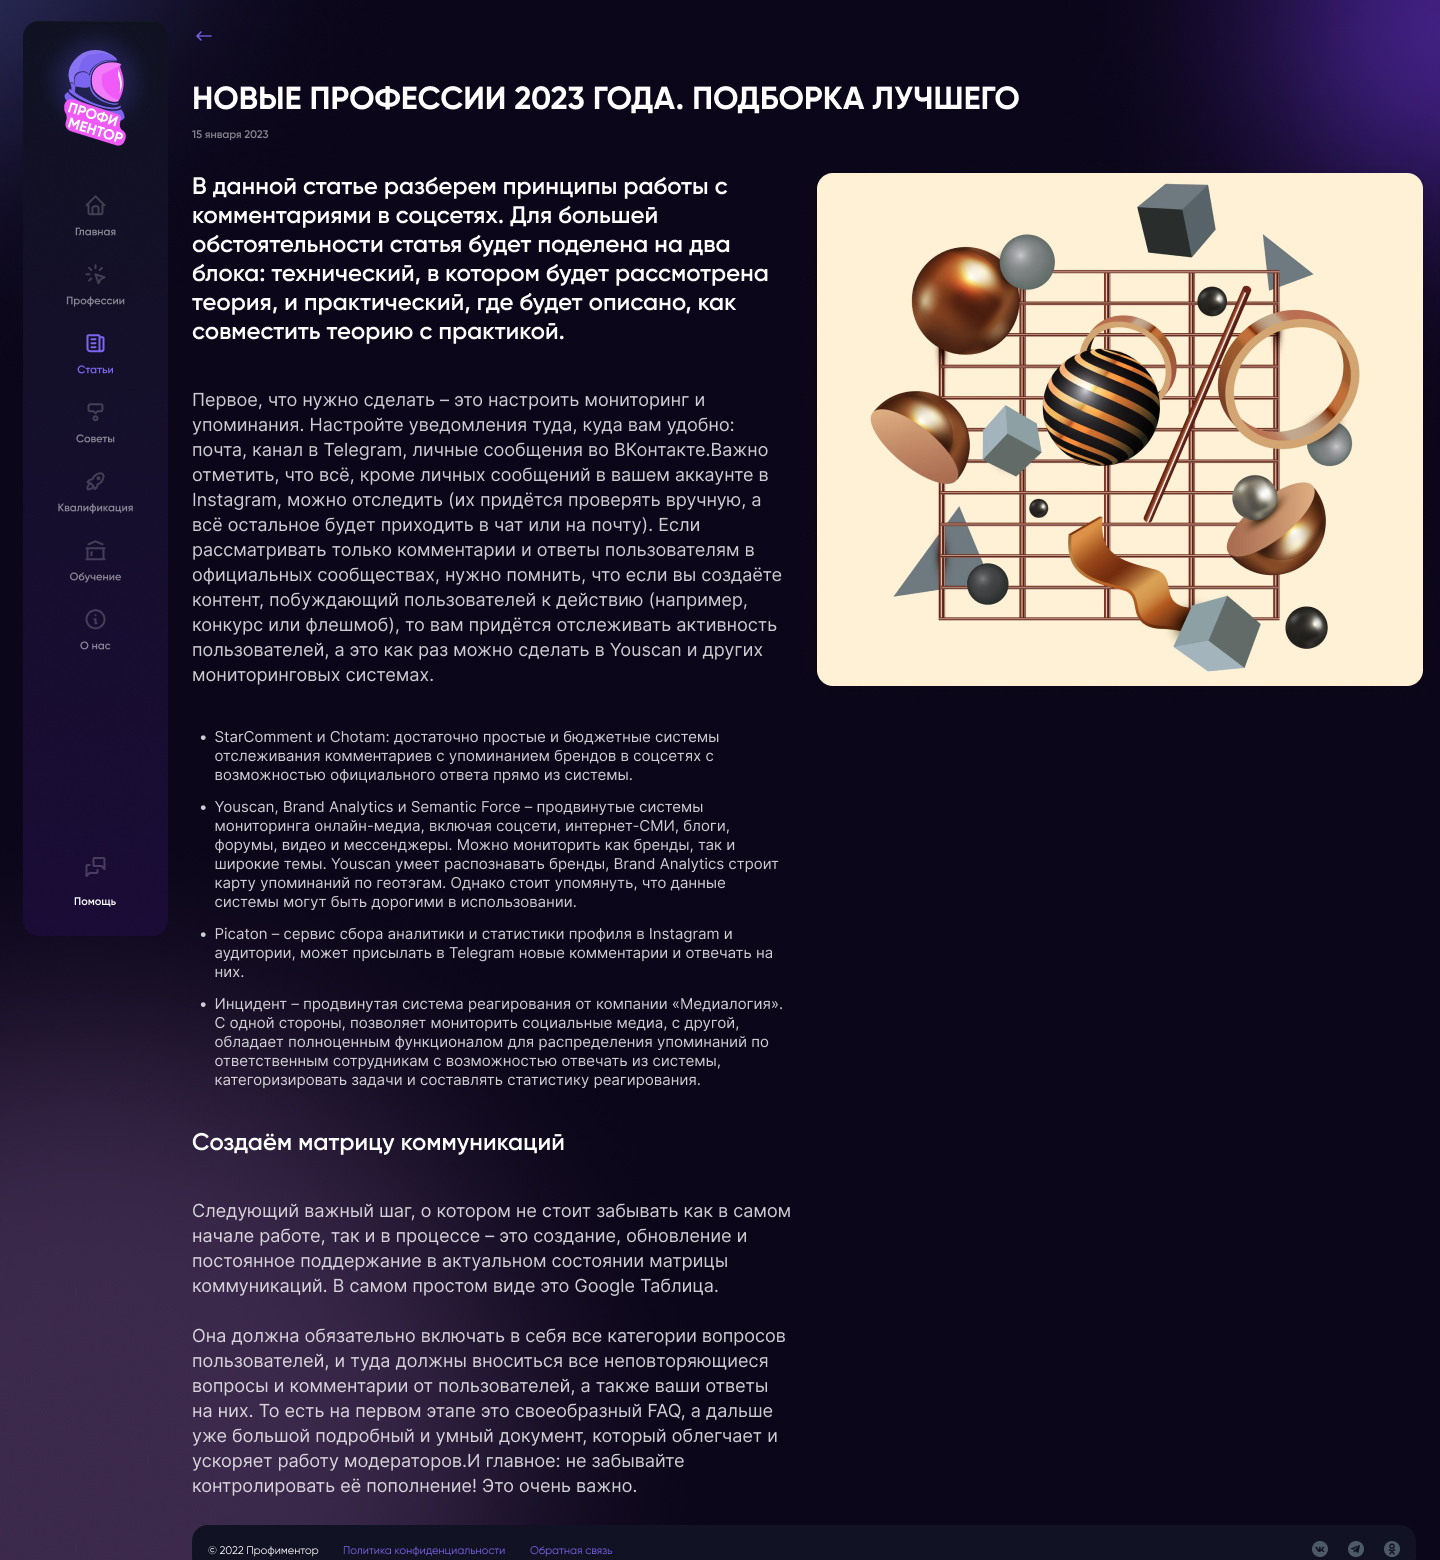 ПРОФИ
МЕНТОР
Главная
Профессии
Статьи
Советы
Квалификация
Обучение
О нас
Помощь
НОВЫЕ ПРОФЕССИИ 2023 ГОДА. ПОДБОРКА ЛУЧШЕГО
15 января 2023
В данной статье разберем принципы работы с
комментариями в соцсетях. Для большей
обстоятельности статья будет поделена на два
блока: технический, в котором будет рассмотрена
теория, и практический, где будет описано, как
совместить теорию с практикой.
Первое, что нужно сделать – это настроить мониторинг и
упоминания. Настройте уведомления туда, куда вам удобно:
почта, канал в Telegram, личные сообщения во ВКонтакте.Важно
отметить, что всё, кроме личных сообщений в вашем аккаунте в
Instagram, можно отследить (их придётся проверять вручную, а
всё остальное будет приходить в чат или на почту). Если
рассматривать только комментарии и ответы пользователям в
официальных сообществах, нужно помнить, что если вы создаёте
контент, побуждающий пользователей к действию (например,
конкурс или флешмоб), то вам придётся отслеживать активность
пользователей, а это как раз можно сделать в Youscan и других
мониторинговых системах.
• StarComment и Chotam: достаточно простые и бюджетные системы
отслеживания комментариев с упоминанием брендов в соцсетях с
возможностью официального ответа прямо из системы.
• Youscan, Brand Analytics и Semantic Force – продвинутые системы
мониторинга онлайн-медиа, включая соцсети, интернет-СМИ, блоги,
форумы, видео и мессенджеры. Можно мониторить как бренды, так и
широкие темы. Youscan умеет распознавать бренды, Brand Analytics строит
карту упоминаний по геотэгам. Однако стоит упомянуть, что данные
системы могут быть дорогими в использовании.
• Picaton – сервис сбора аналитики и статистики профиля в Instagram и
аудитории, может присылать в Telegram новые комментарии и отвечать на
них.
• Инцидент – продвинутая система реагирования от компании «Медиалогия».
С одной стороны, позволяет мониторить социальные медиа, с другой,
обладает полноценным функционалом для распределения упоминаний по
ответственным сотрудникам с возможностью отвечать из системы,
категоризировать задачи и составлять статистику реагирования.
Создаём матрицу коммуникаций
Следующий важный шаг, о котором не стоит забывать как в самом
начале работе, так и в процессе – это создание, обновление и
постоянное поддержание в актуальном состоянии матрицы
коммуникаций. В самом простом виде это Google Таблица.
Она должна обязательно включать в себя все категории вопросов
пользователей, и туда должны вноситься все неповторяющиеся
вопросы и комментарии от пользователей, а также ваши ответы
на них. То есть на первом этапе это своеобразный FAQ, а дальше
уже большой подробный и умный документ, который облегчает и
ускоряет работу модераторов.И главное: не забывайте
контролировать её пополнение! Это очень важно.
© 2022 Профиментор
Политика конфиденциальности
Обратная связь